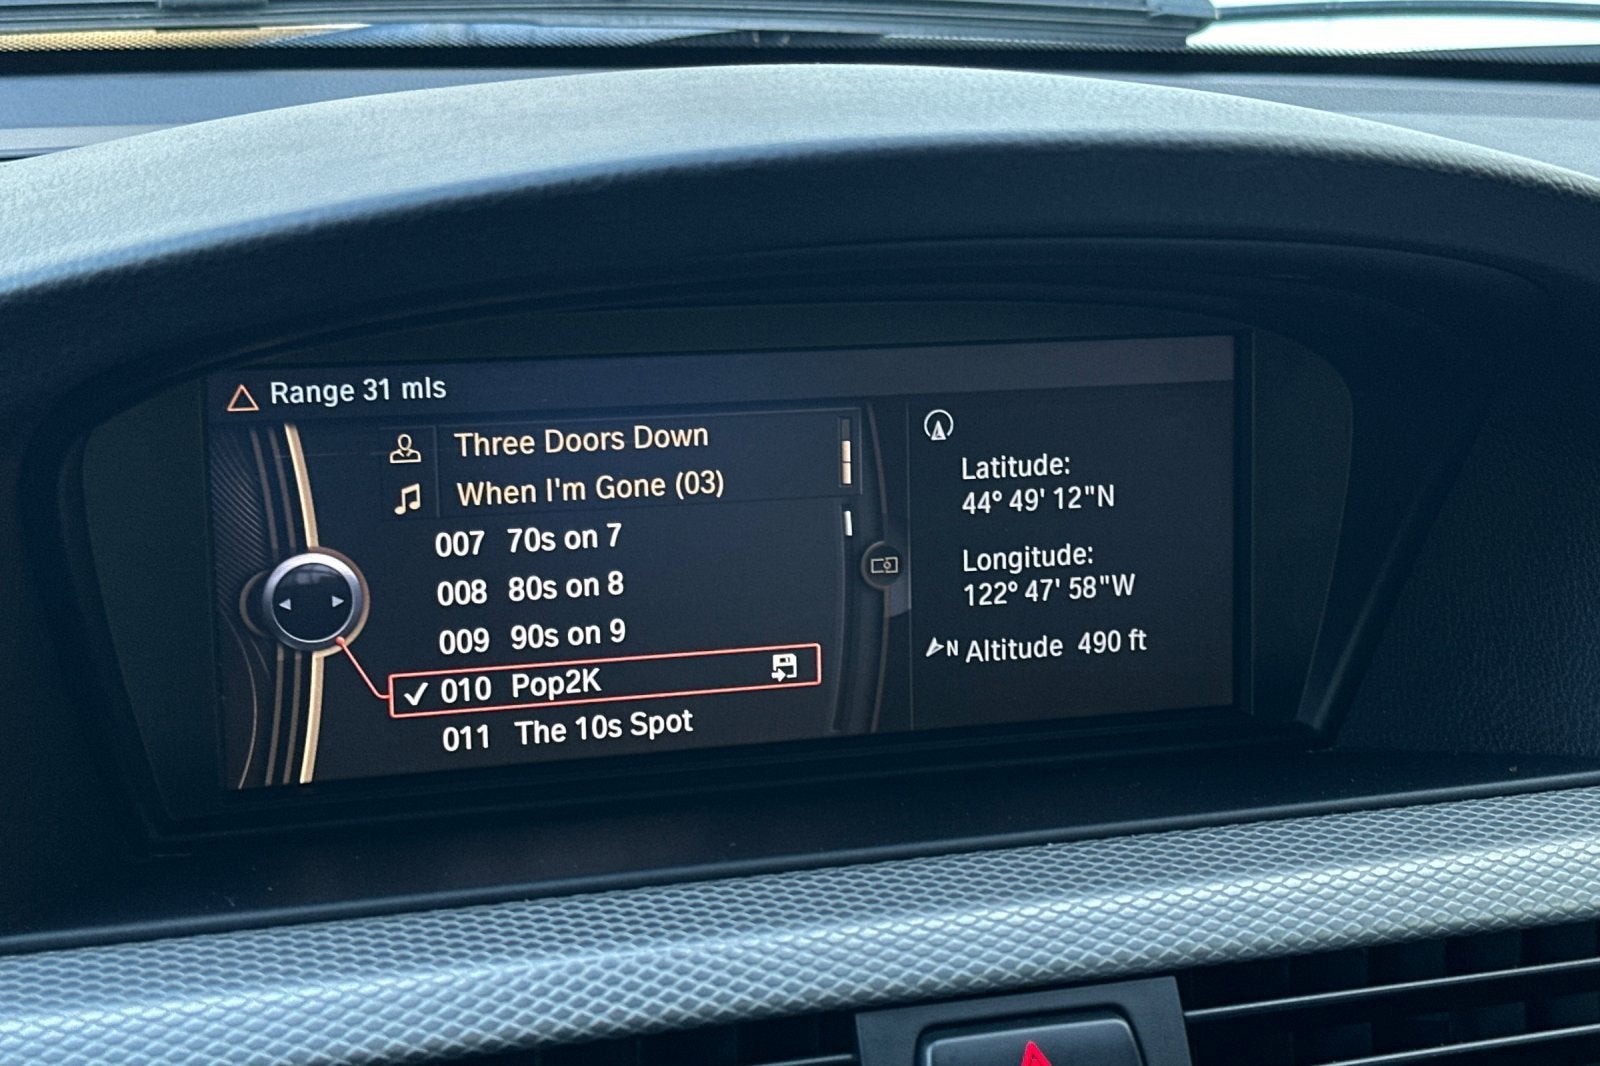 Range 31 mls
Three Doors Down
When I'm Gone (03)
007 70s on 7
008 80s on 8
009 90s on 9
010 Pop2K
011 The 10s Spot
Latitude:
44° 49' 12"N
Longitude:
122° 47' 58"W
N Altitude 490 ft